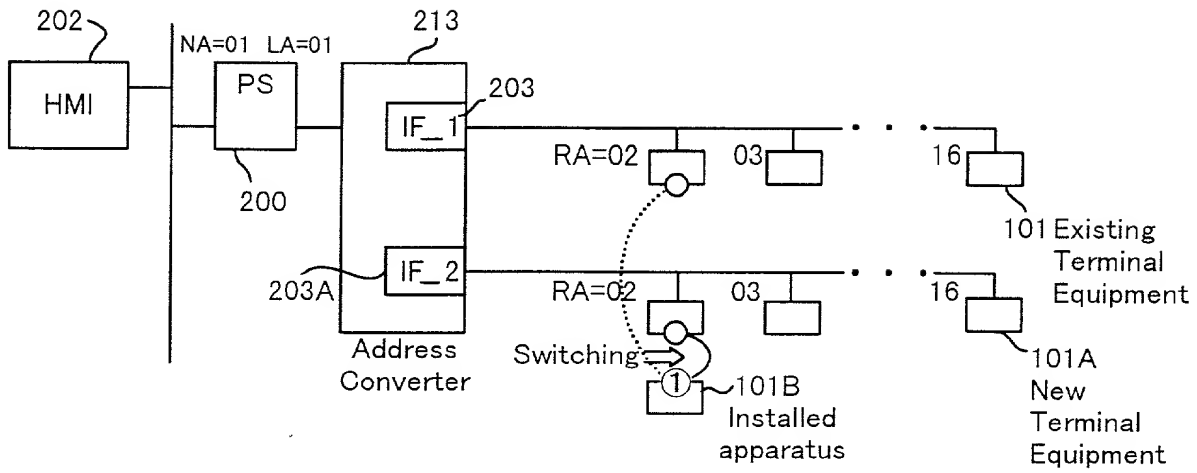 202
NA=01 LA=01
213
HMI
PS
203
IF_1
RA=02
03
16
200
101 Existing
Terminal
Equipment
IF_2
203A
RA=02
03
16
Address
Converter
Switching
1
101B
Installed
apparatus
101A
New
Terminal
Equipment